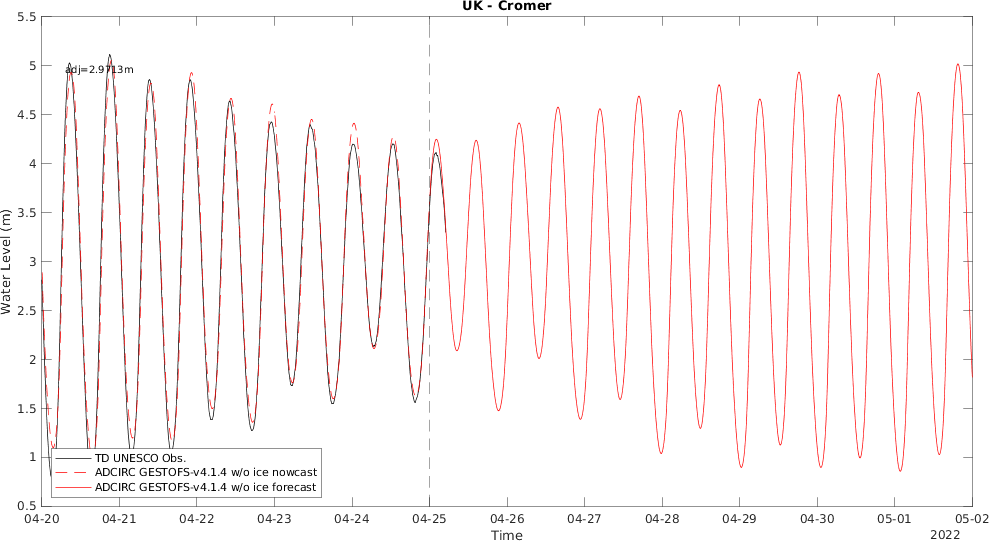 UK - Cromer
5.5
5
4.5
4
3.5
3
2.5
2
1.5
1
0.5
Water Level (m)
adj=2.9713m
TD UNESCO Obs.
ADCIRC GESTOFS-v4.1.4 w/o ice nowcast
ADCIRC GESTOFS-v4.1.4 w/o ice forecast
04-20 04-21 04-22 04-23 04-24 04-25 04-26 04-27 04-28 04-29 04-30 05-01 05-02
Time
2022